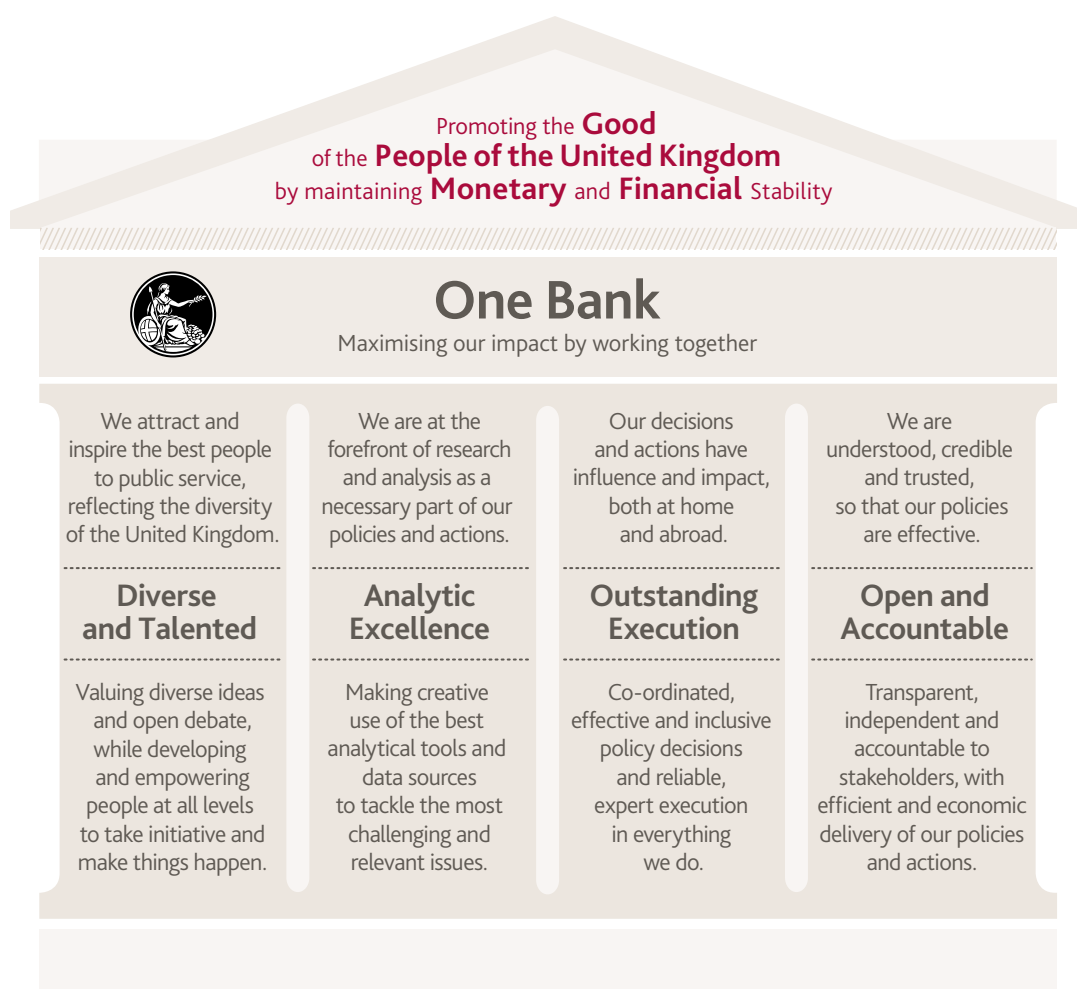 Promoting the Good
of the People of the United Kingdom
by maintaining Monetary and Financial Stability
One Bank
Maximising our impact by working together
We attract and
inspire the best people
to public service,
reflecting the diversity
of the United Kingdom.
Diverse
and Talented
Valuing diverse ideas
and open debate,
while developing
and empowering
people at all levels
to take initiative and
make things happen.
We are at the
forefront of research
and analysis as a
necessary part of our
policies and actions.
Analytic
Excellence
Making creative
use of the best
analytical tools and
data sources
to tackle the most
challenging and
relevant issues.
Our decisions
and actions have
influence and impact,
both at home
and abroad.
Outstanding
Execution
Co-ordinated,
effective and inclusive
policy decisions
and reliable,
expert execution
in everything
we do.
We are
understood, credible
and trusted,
so that our policies
are effective.
Open and
Accountable
Transparent,
independent and
accountable to
stakeholders, with
efficient and economic
delivery of our policies
and actions.